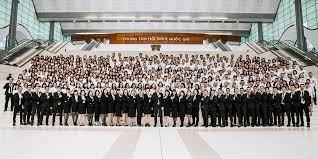 TRUNG TÂM HỘI NGHỊ QUỐC GIA